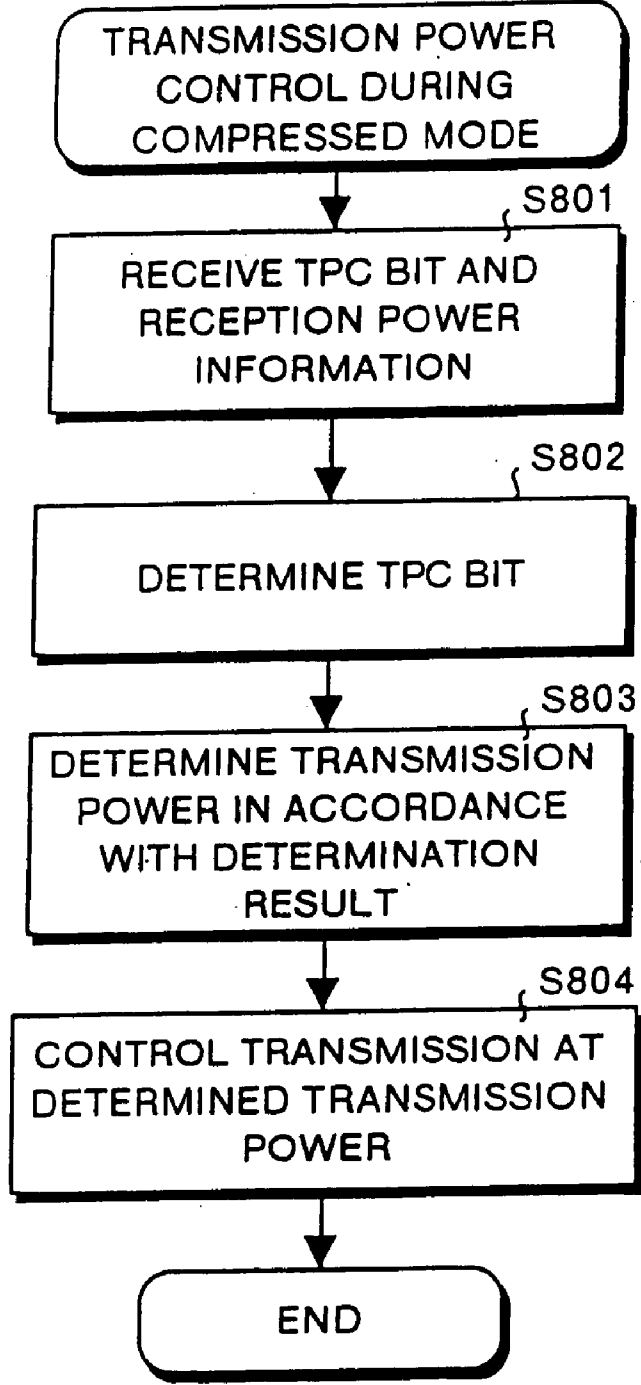 TRANSMISSION POWER
CONTROL DURING
COMPRESSED MODE
S801
RECEIVE TPC BIT AND
RECEPTION POWER
INFORMATION
S802
DETERMINE TPC BIT
S803
DETERMINE TRANSMISSION
POWER IN ACCORDANCE
WITH DETERMINATION
RESULT
S804
CONTROL TRANSMISSION AT
DETERMINED TRANSMISSION
POWER
END